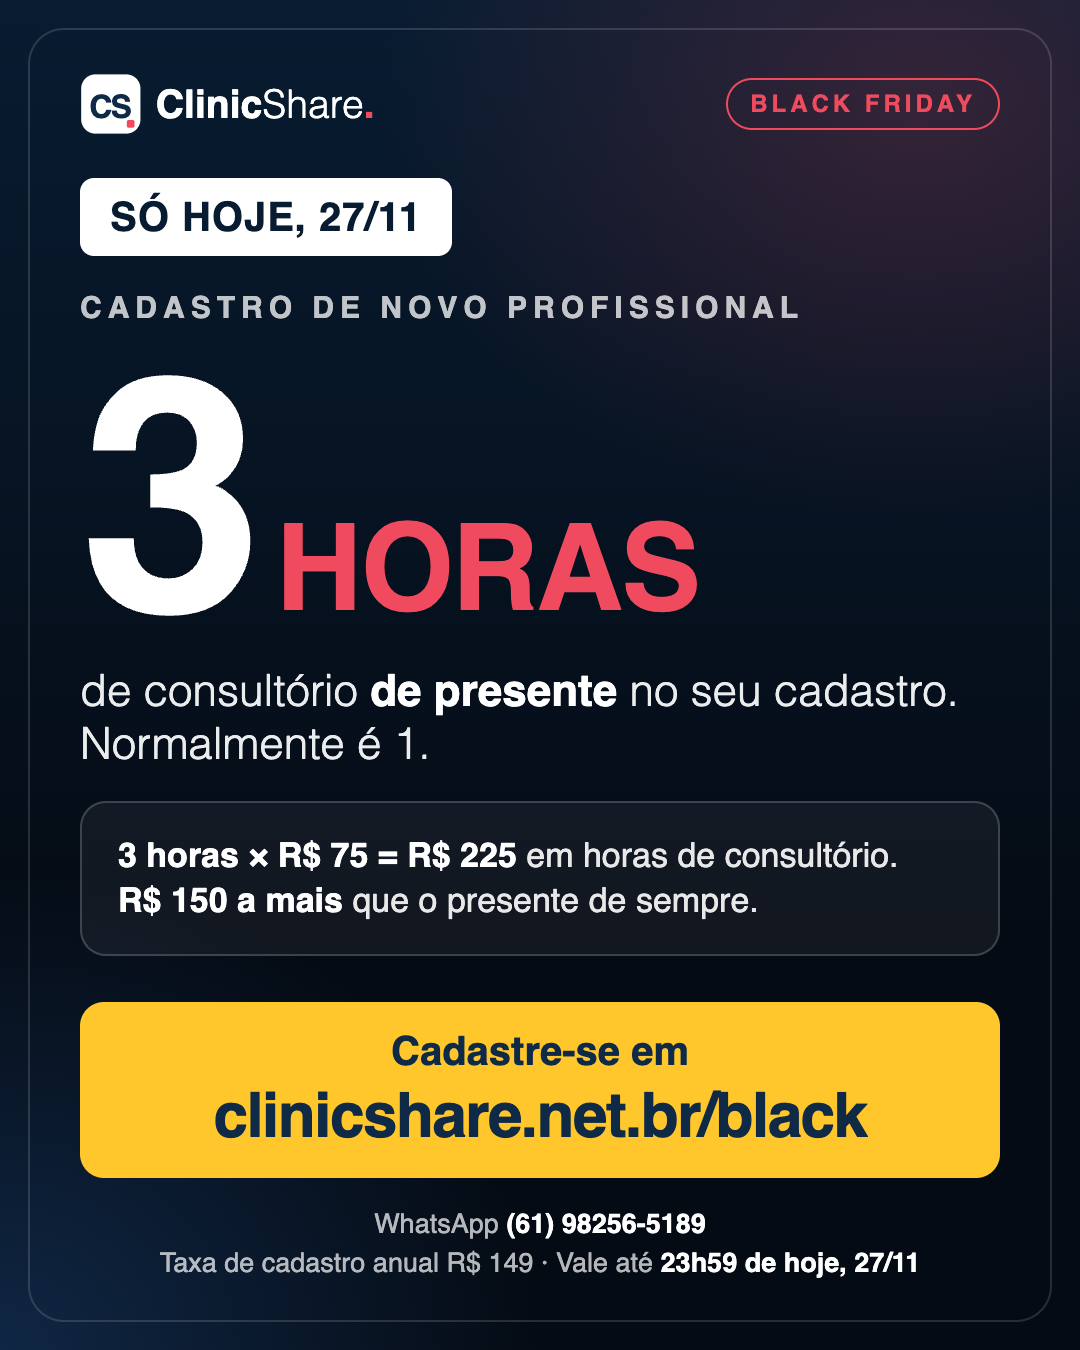 CS ClinicShare.
BLACK FRIDAY
SÓ HOJE, 27/11
CADASTRO DE NOVO PROFISSIONAL
3 HORAS
de consultório de presente no seu cadastro.
Normalmente é 1.
3 horas × R$ 75 = R$ 225 em horas de consultório.
R$ 150 a mais que o presente de sempre.
Cadastre-se em
clinicshare.net.br/black
WhatsApp (61) 98256-5189
Taxa de cadastro anual R$ 149 · Vale até 23h59 de hoje, 27/11